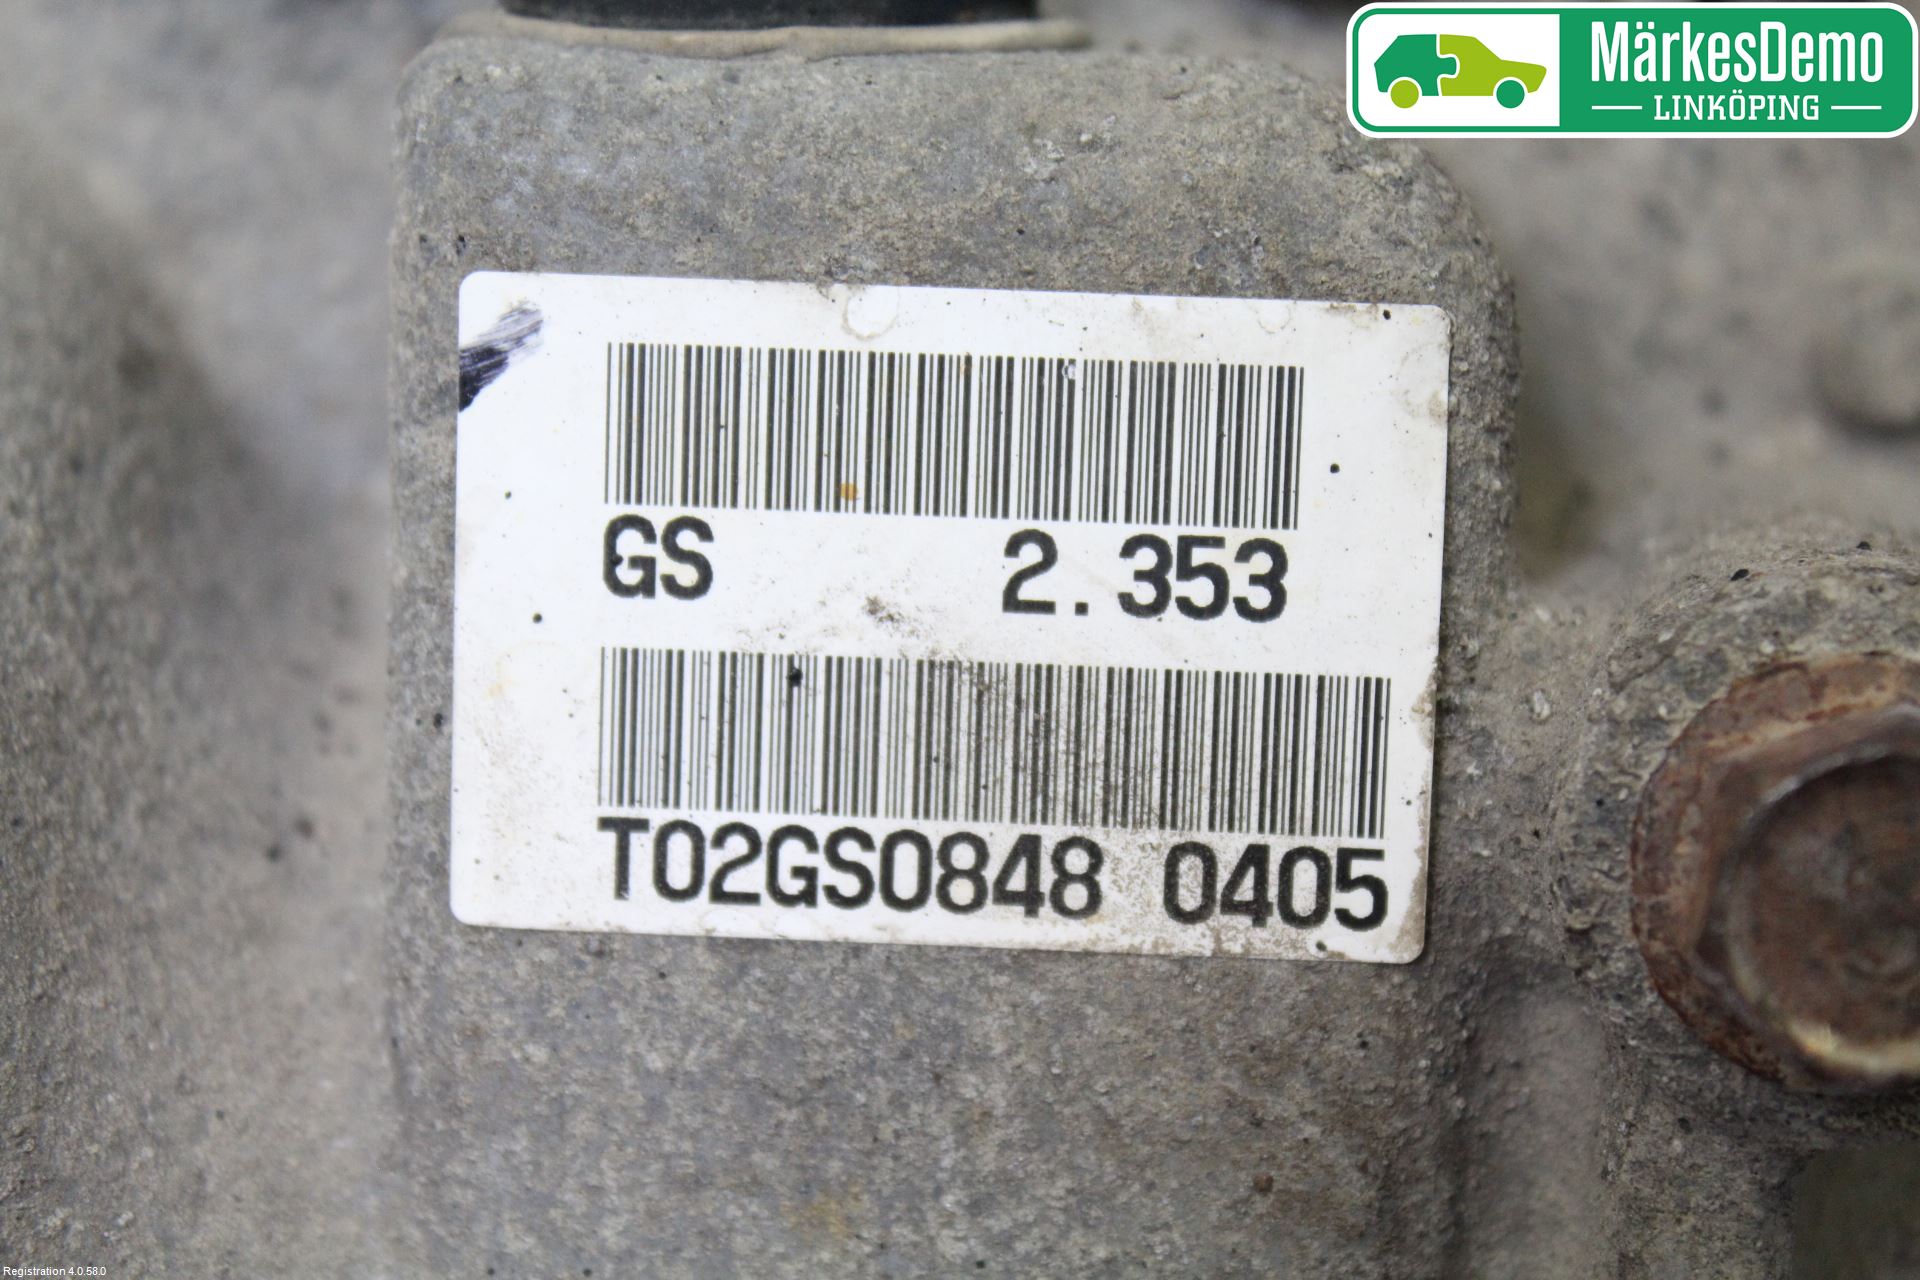 MärkesDemo
LINKÖPING
GS 2.353
T02GS0848 0405
Registration 4.0.58.0